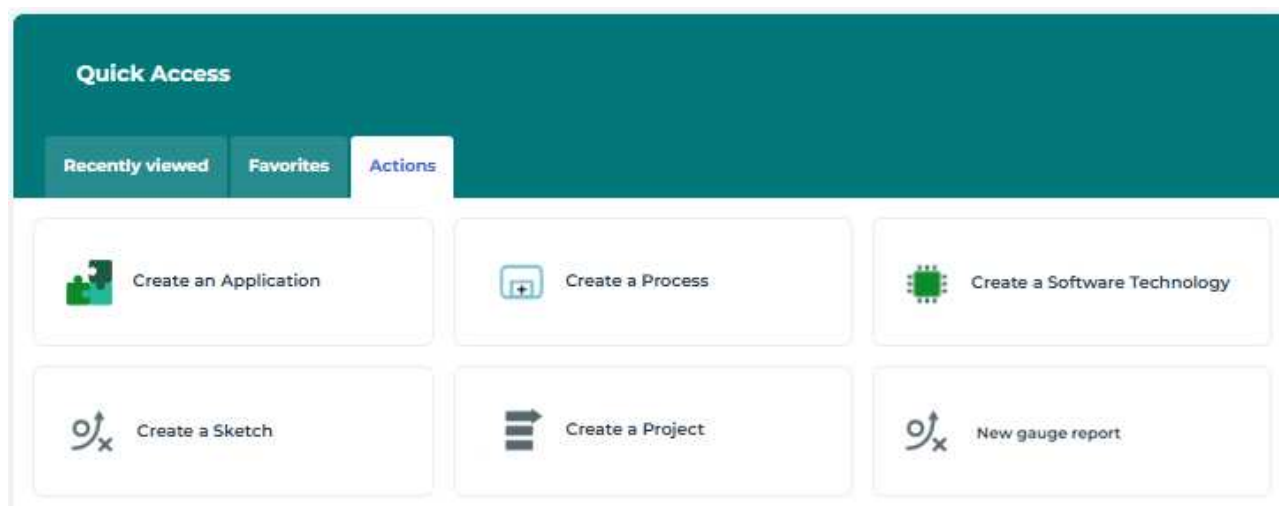 Quick Access
Recently viewed Favorites Actions
Create an Application Create a Process Create a Software Technology
Create a Sketch Create a Project New gauge report